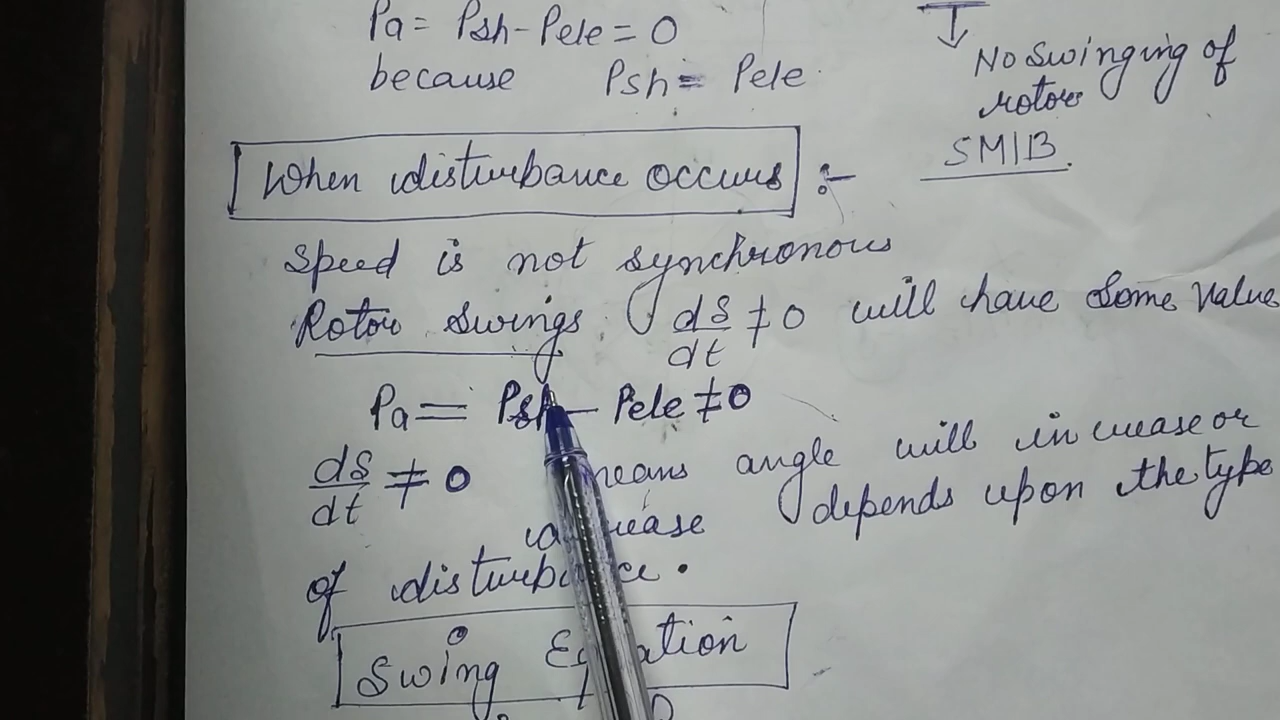 Pa = Psh - Pele = 0
because Psh = Pele
No Swinging of
rotor
SMIB.
When disturbance occurs :-
Speed is not synchronous
Rotor Swings dδ/dt ≠ 0 will have Some Value
Pa = Psh - Pele ≠ 0
dδ/dt ≠ 0 means angle will increase or
decrease depends upon the type
of disturbance.
Swing Equation